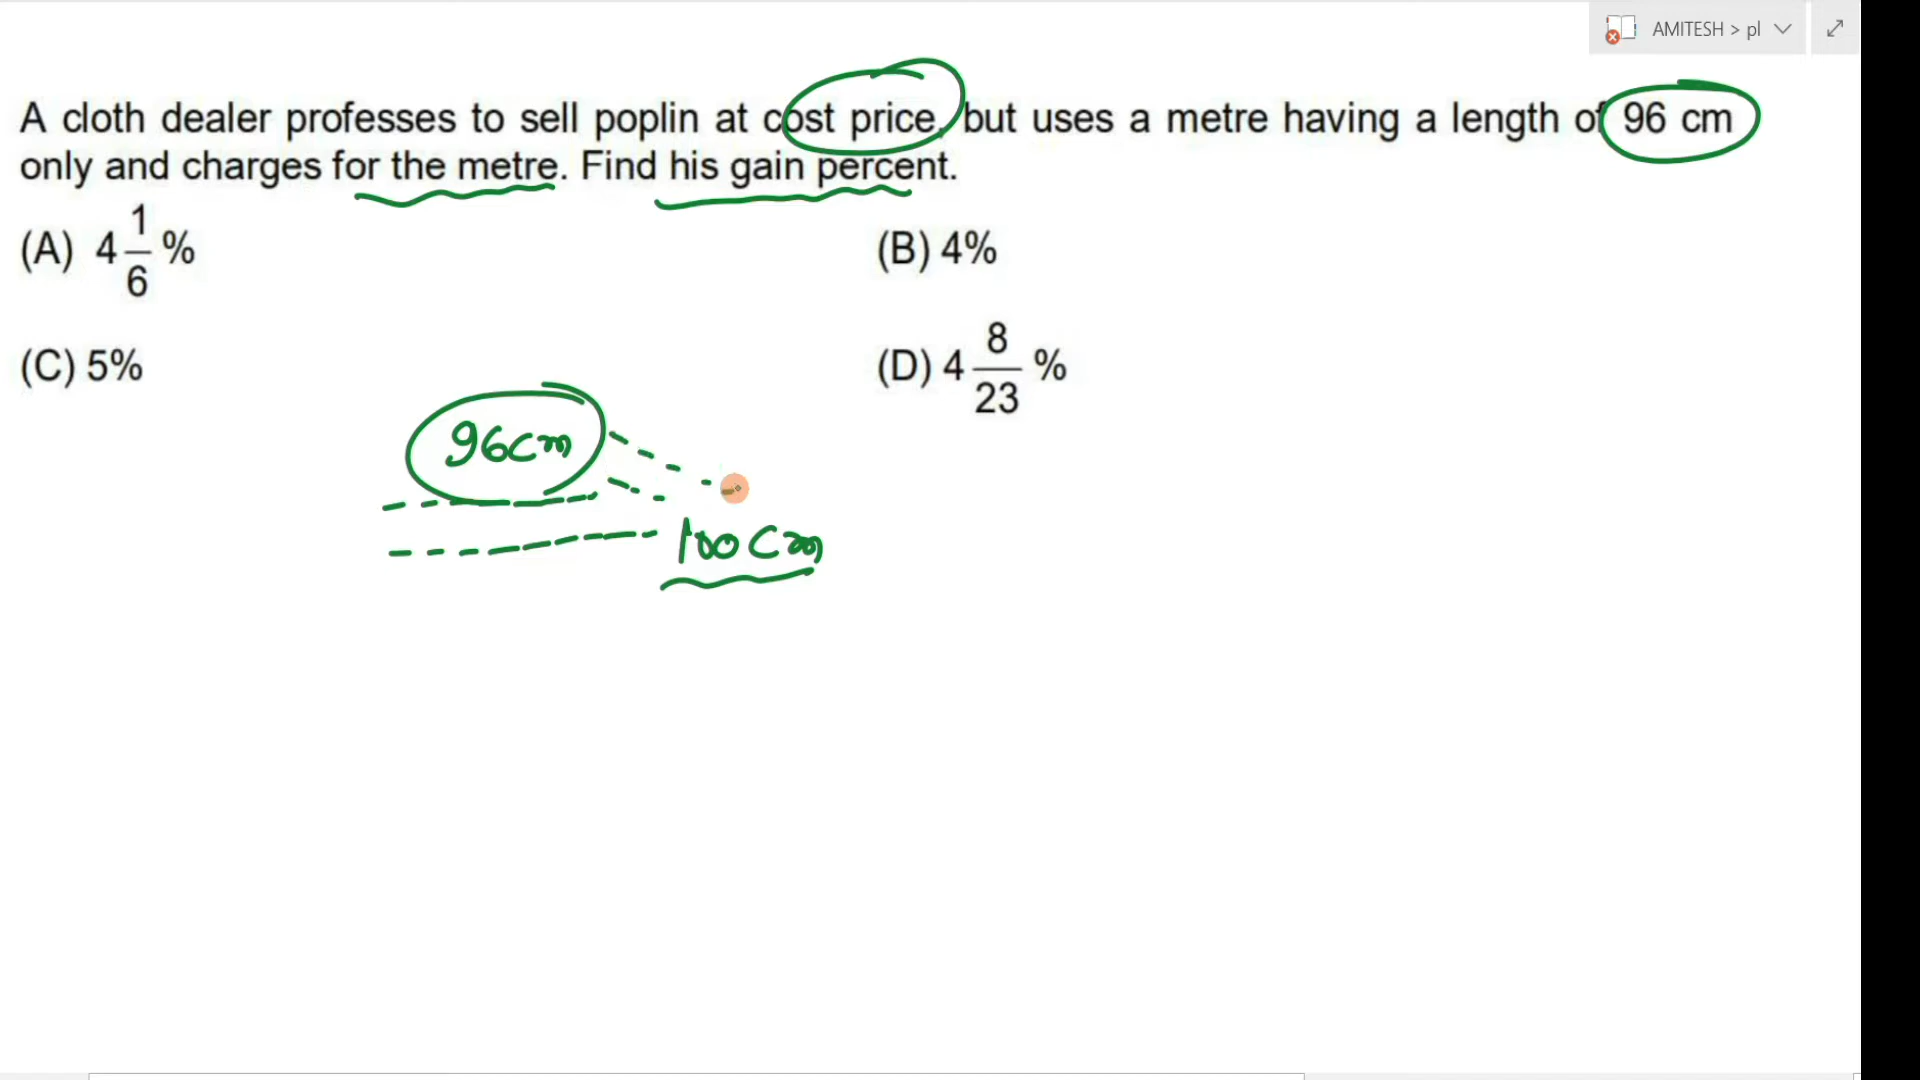 AMITESH > pl
A cloth dealer professes to sell poplin at cost price, but uses a metre having a length of 96 cm
only and charges for the metre. Find his gain percent.
(A) 4 1/6 %
(B) 4%
(C) 5%
(D) 4 8/23 %
96cm
100 Cm